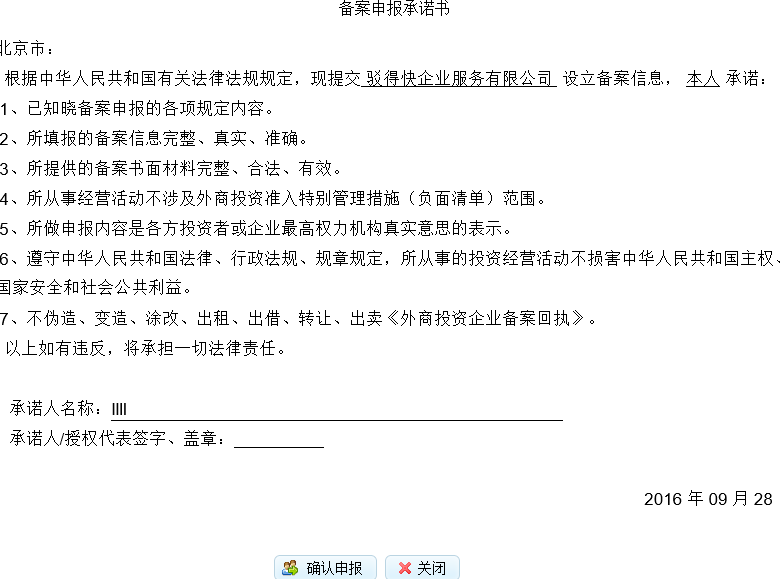 备案申报承诺书
北京市：
根据中华人民共和国有关法律法规规定，现提交 驳得快企业服务有限公司 设立备案信息， 本人 承诺：
1、已知晓备案申报的各项规定内容。
2、所填报的备案信息完整、真实、准确。
3、所提供的备案书面材料完整、合法、有效。
4、所从事经营活动不涉及外商投资准入特别管理措施（负面清单）范围。
5、所做申报内容是各方投资者或企业最高权力机构真实意思的表示。
6、遵守中华人民共和国法律、行政法规、规章规定，所从事的投资经营活动不损害中华人民共和国主权、
国家安全和社会公共利益。
7、不伪造、变造、涂改、出租、出借、转让、出卖《外商投资企业备案回执》。
以上如有违反，将承担一切法律责任。
承诺人名称：llll
承诺人/授权代表签字、盖章：
2016 年 09 月 28
确认申报 关闭